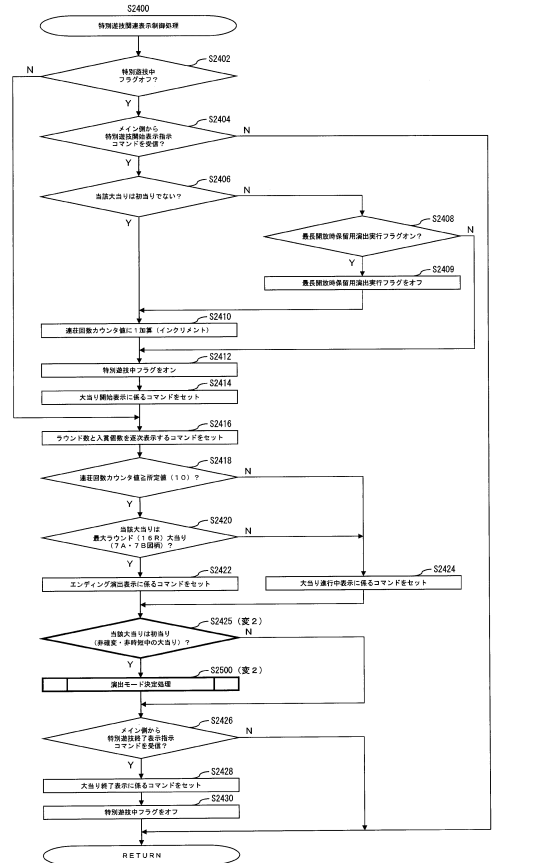 S2400
特別遊技関連表示制御処理
S2402
特別遊技中
フラグオフ?
N
Y
S2404
メイン側から
特別遊技開始表示指示
コマンドを受信?
N
Y
S2406
当該大当りは初当りでない?
N
Y
S2408
最長開放時保留用演出実行フラグオン?
N
Y
S2409
最長開放時保留用演出実行フラグをオフ
S2410
連荘回数カウンタ値に1加算(インクリメント)
S2412
特別遊技中フラグをオン
S2414
大当り開始表示に係るコマンドをセット
S2416
ラウンド数と入賞個数を逐次表示するコマンドをセット
S2418
連荘回数カウンタ値≧所定値(10)?
N
Y
S2420
当該大当りは
最大ラウンド(16R)大当り
(7A・7B図柄)?
N
Y
S2422
エンディング演出表示に係るコマンドをセット
S2424
大当り進行中表示に係るコマンドをセット
S2425(変2)
当該大当りは初当り
(非確変・非時短中の大当り)?
N
Y
S2500(変2)
演出モード決定処理
S2426
メイン側から
特別遊技終了表示指示
コマンドを受信?
N
Y
S2428
大当り終了表示に係るコマンドをセット
S2430
特別遊技中フラグをオフ
RETURN